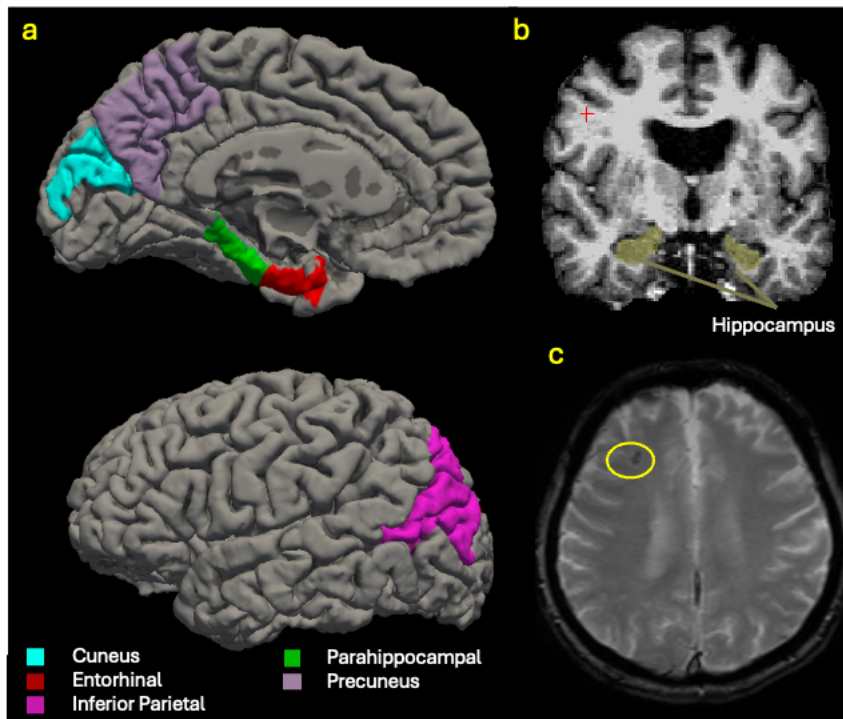 a
b
Hippocampus
c
Cuneus
Entorhinal
Inferior Parietal
Parahippocampal
Precuneus